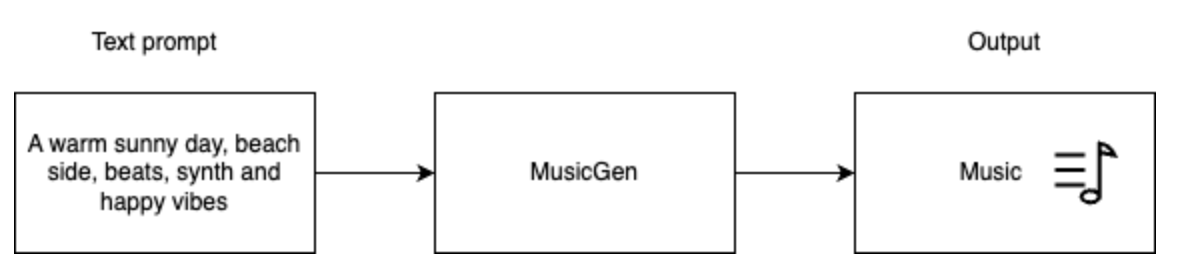 Text prompt
Output
A warm sunny day, beach
side, beats, synth and
happy vibes
MusicGen
Music